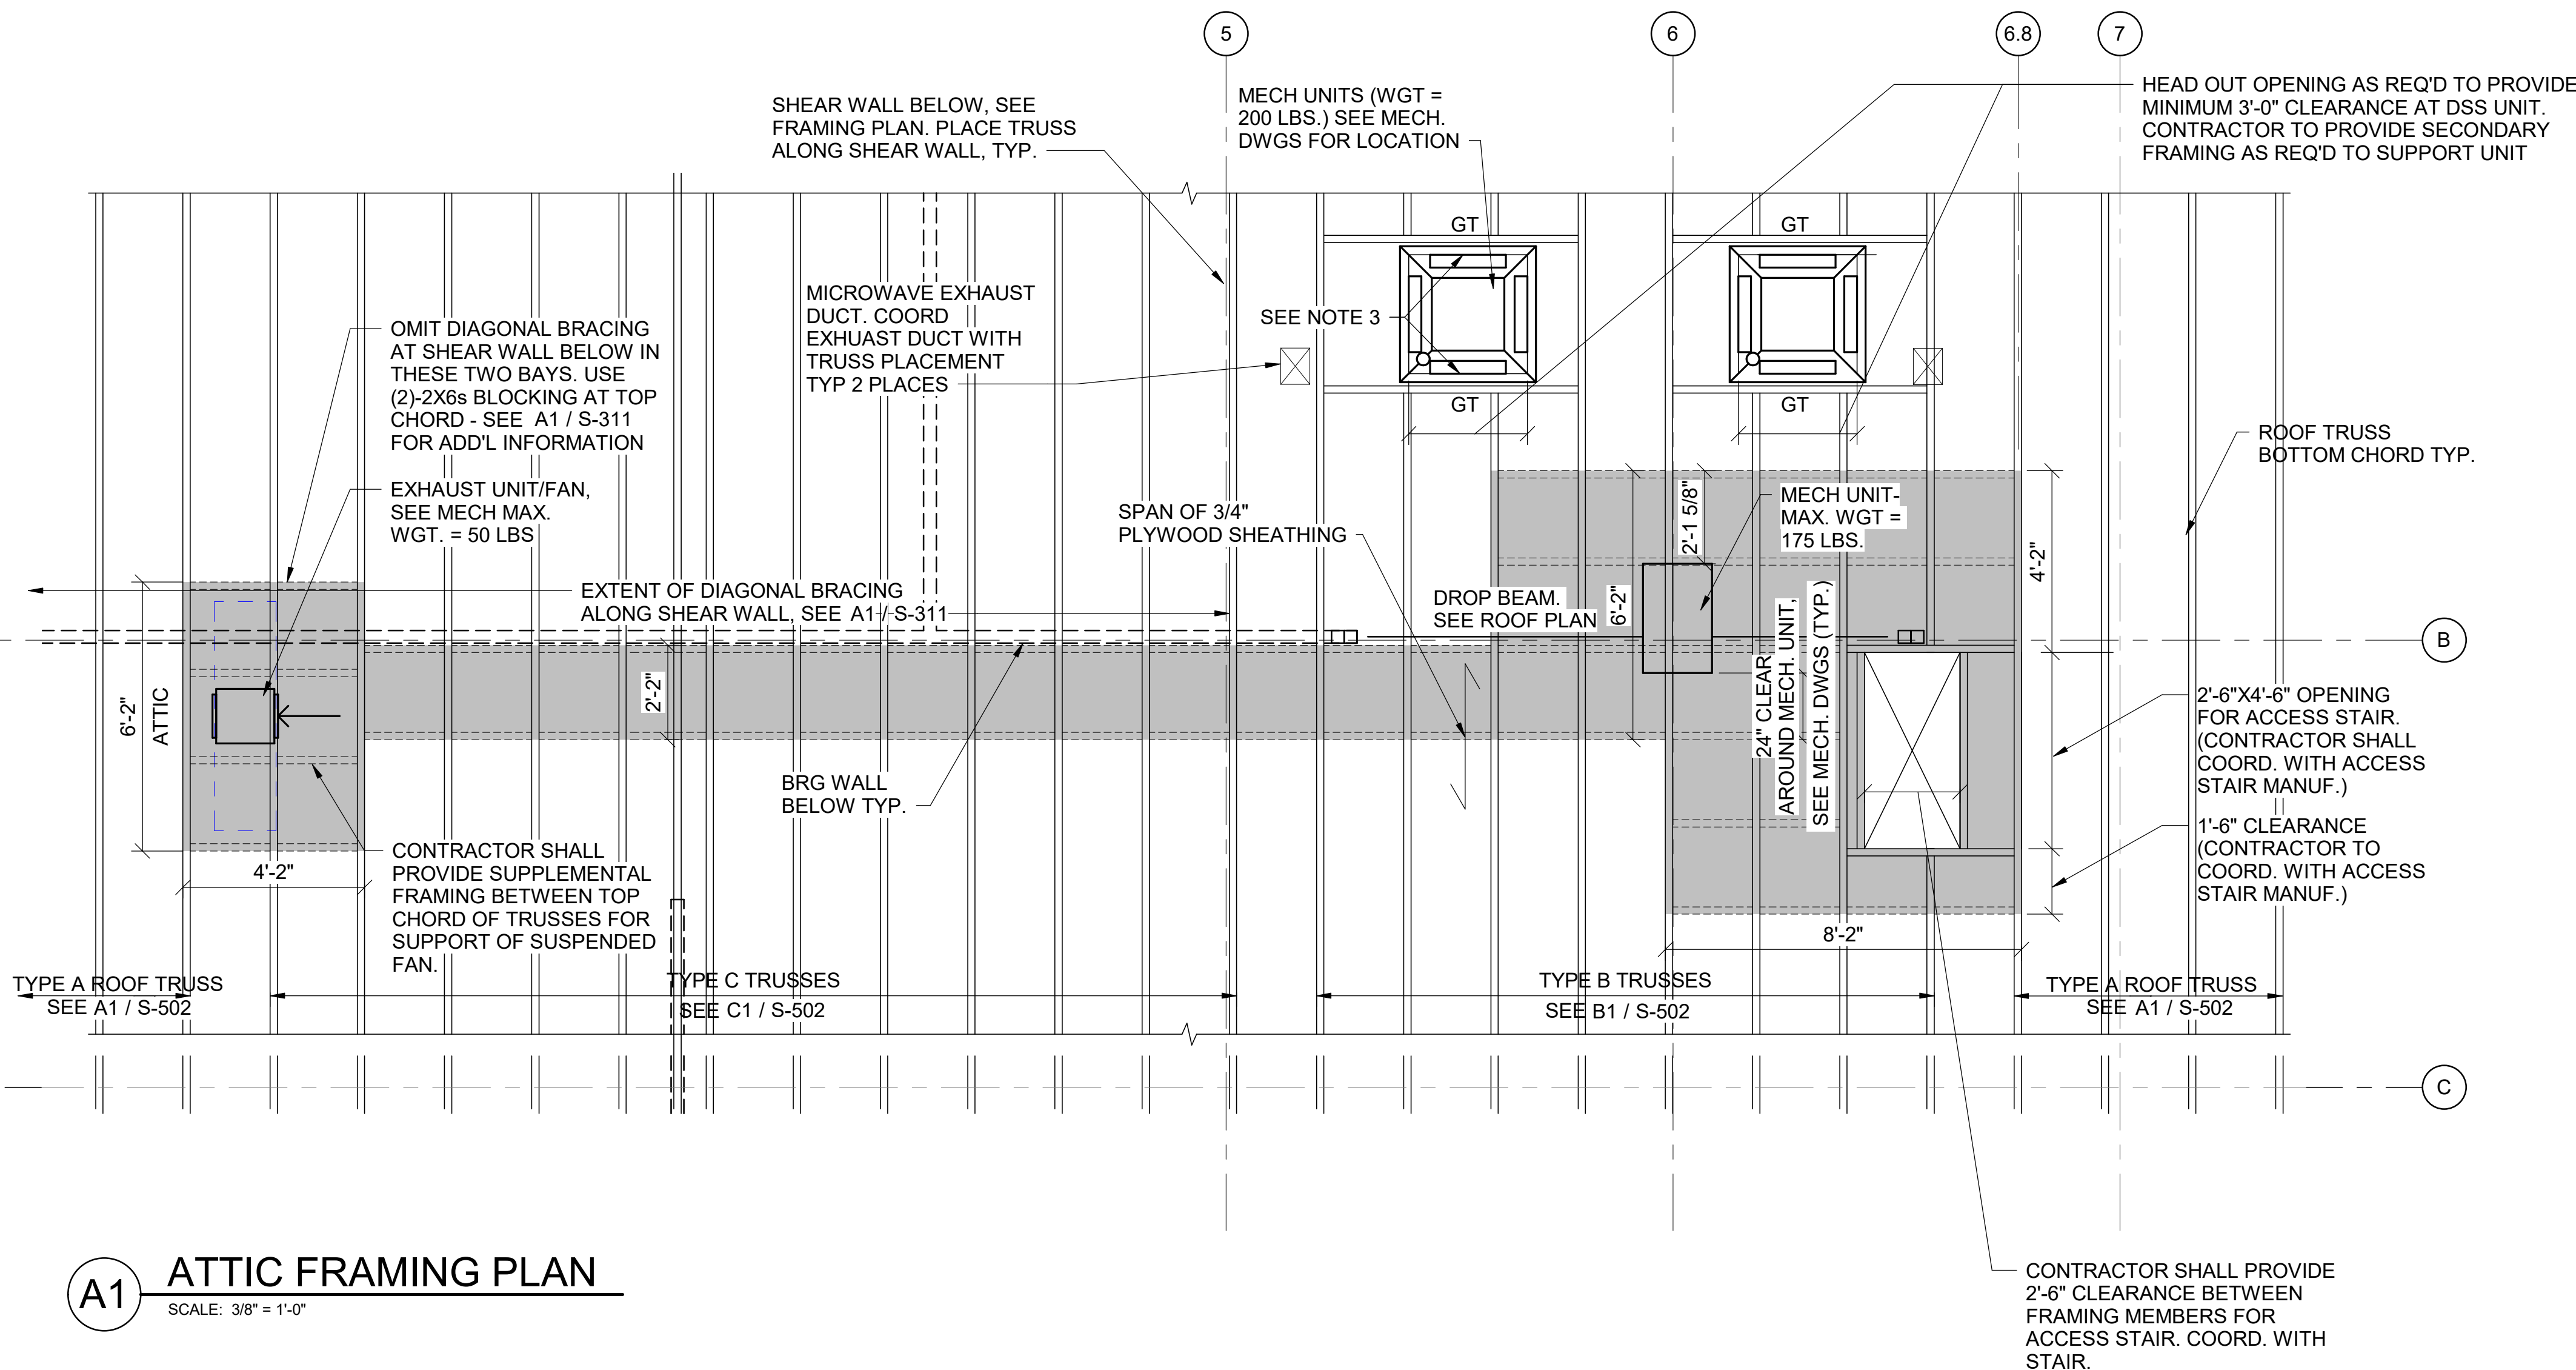 5
6
6.8
7
SHEAR WALL BELOW, SEE
FRAMING PLAN. PLACE TRUSS
ALONG SHEAR WALL, TYP.
MECH UNITS (WGT =
200 LBS.) SEE MECH.
DWGS FOR LOCATION
HEAD OUT OPENING AS REQ'D TO PROVIDE
MINIMUM 3'-0" CLEARANCE AT DSS UNIT.
CONTRACTOR TO PROVIDE SECONDARY
FRAMING AS REQ'D TO SUPPORT UNIT
GT
GT
MICROWAVE EXHAUST
DUCT. COORD
EXHUAST DUCT WITH
TRUSS PLACEMENT
TYP 2 PLACES
SEE NOTE 3
GT
GT
OMIT DIAGONAL BRACING
AT SHEAR WALL BELOW IN
THESE TWO BAYS. USE
(2)-2X6s BLOCKING AT TOP
CHORD - SEE A1 / S-311
FOR ADD'L INFORMATION
EXHAUST UNIT/FAN,
SEE MECH MAX.
WGT. = 50 LBS
ROOF TRUSS
BOTTOM CHORD TYP.
SPAN OF 3/4"
PLYWOOD SHEATHING
2'-1 5/8"
MECH UNIT-
MAX. WGT =
175 LBS.
4'-2"
EXTENT OF DIAGONAL BRACING
ALONG SHEAR WALL, SEE A1 / S-311
DROP BEAM.
SEE ROOF PLAN
6'-2"
B
6'-2"
ATTIC
2'-2"
24" CLEAR
AROUND MECH. UNIT,
SEE MECH. DWGS (TYP.)
2'-6"X4'-6" OPENING
FOR ACCESS STAIR.
(CONTRACTOR SHALL
COORD. WITH ACCESS
STAIR MANUF.)
BRG WALL
BELOW TYP.
1'-6" CLEARANCE
(CONTRACTOR TO
COORD. WITH ACCESS
STAIR MANUF.)
4'-2"
CONTRACTOR SHALL
PROVIDE SUPPLEMENTAL
FRAMING BETWEEN TOP
CHORD OF TRUSSES FOR
SUPPORT OF SUSPENDED
FAN.
8'-2"
TYPE A ROOF TRUSS
SEE A1 / S-502
TYPE C TRUSSES
SEE C1 / S-502
TYPE B TRUSSES
SEE B1 / S-502
TYPE A ROOF TRUSS
SEE A1 / S-502
C
A1
ATTIC FRAMING PLAN
SCALE: 3/8" = 1'-0"
CONTRACTOR SHALL PROVIDE
2'-6" CLEARANCE BETWEEN
FRAMING MEMBERS FOR
ACCESS STAIR. COORD. WITH
STAIR.